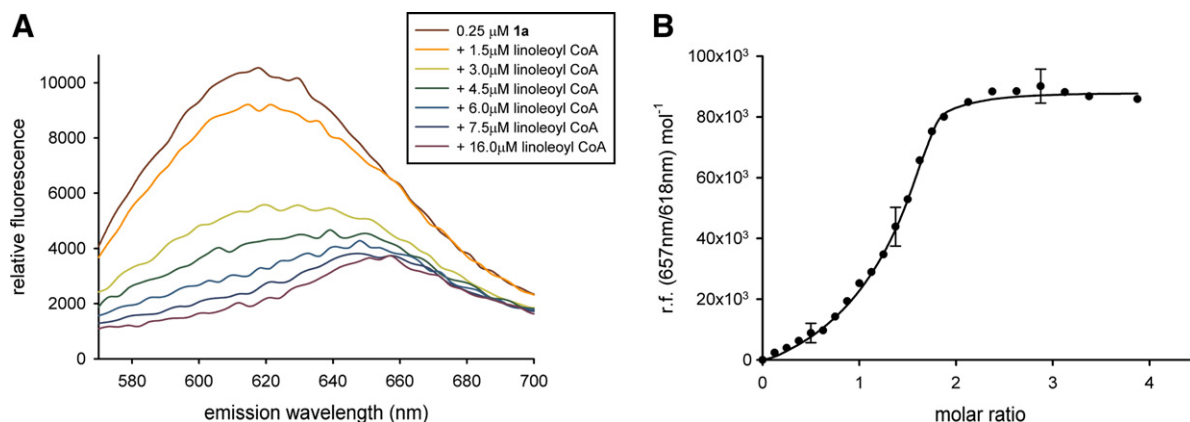 A
0.25 μM 1a
+ 1.5μM linoleoyl CoA
+ 3.0μM linoleoyl CoA
+ 4.5μM linoleoyl CoA
+ 6.0μM linoleoyl CoA
+ 7.5μM linoleoyl CoA
+ 16.0μM linoleoyl CoA
relative fluorescence
10000
8000
6000
4000
2000
0
580 600 620 640 660 680 700
emission wavelength (nm)
B
r.f. (657nm/618nm) mol⁻¹
100x10³
80x10³
60x10³
40x10³
20x10³
0
0 1 2 3 4
molar ratio